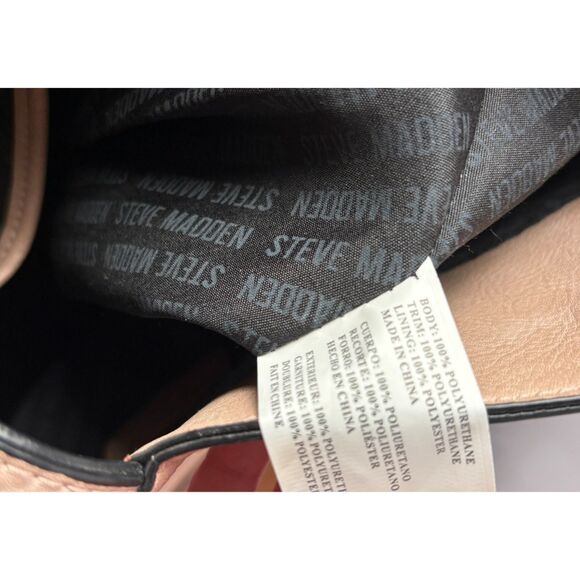 STEVE MADDEN
STEVE MADDEN
STEVE MADDEN STEVE MADDEN
STEVE MADDEN
BODY: 100% POLYURETHANE
TRIM: 100% POLYURETHANE
LINING: 100% POLYESTER
MADE IN CHINA
CUERPO: 100% POLIURETANO
RECORTE: 100% POLIURETANO
FORRO: 100% POLIÉSTER
HECHO EN CHINA
EXTERIEUR: 100% POLYURET
GARNITURE: 100% POLYURET
DOUBLURE: 100% POLYESTER
FAIT EN CHINE.